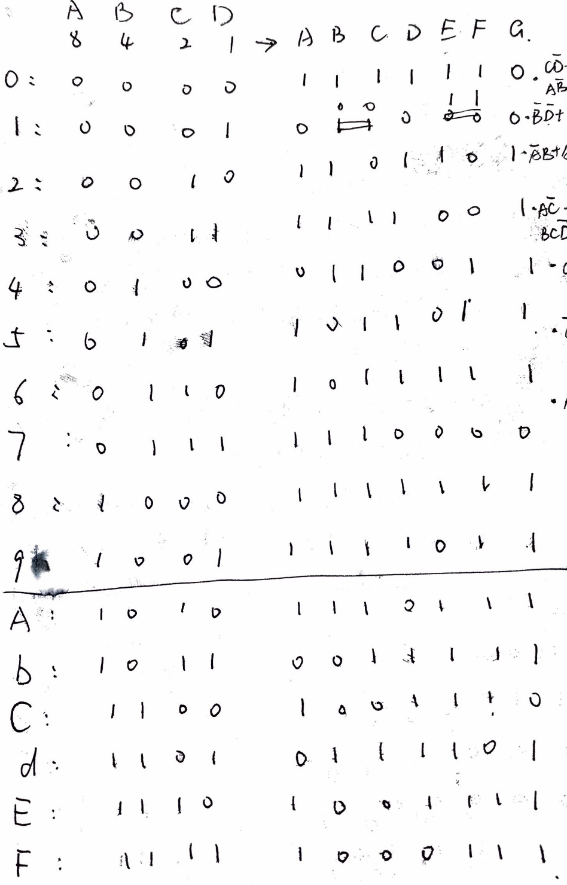 A B C D
8 4 2 1 → A B C D E F G.
0: 0 0 0 0 1 1 1 1 1 1 0.
1: 0 0 0 1 0 0 0 0 · B̅D̅+
2: 0 0 1 0 1 1 0 1 1 0 1 · A̅B+
3: 0 0 1 1 1 1 1 1 0 0 1 · AC̅
BCD̅
4: 0 1 0 0 0 1 1 0 0 1 1 ·
5: 0 1 0 1 1 0 1 1 0 1 1 ·
6: 0 1 1 0 1 0 1 1 1 1 1 ·
7: 0 1 1 1 1 1 1 0 0 0 0
8: 1 0 0 0 1 1 1 1 1 1 1
9 1 0 0 1 1 1 1 1 0 1 1
A: 1 0 1 0 1 1 1 0 1 1 1
b: 1 0 1 1 0 0 1 1 1 1 1
C: 1 1 0 0 1 0 0 1 1 1 0
d: 1 1 0 1 0 1 1 1 1 0 1
E: 1 1 1 0 1 0 0 1 1 1 1
F: 1 1 1 1 1 0 0 0 1 1 1